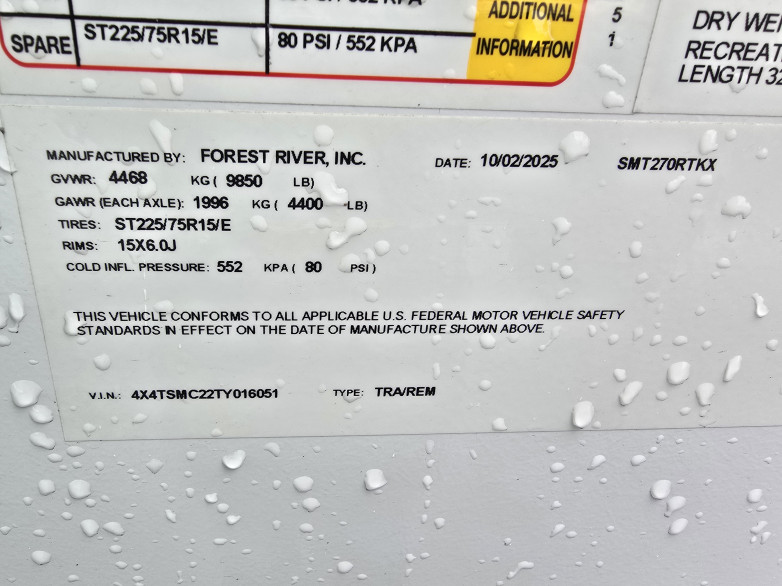 ADDITIONAL
5
SPARE ST225/75R15/E 80 PSI / 552 KPA INFORMATION 1
DRY WEI
RECREAT
LENGTH 32
MANUFACTURED BY: FOREST RIVER, INC. DATE: 10/02/2025 SMT270RTKX
GVWR: 4468 KG ( 9850 LB)
GAWR (EACH AXLE): 1996 KG ( 4400 LB)
TIRES: ST225/75R15/E
RIMS: 15X6.0J
COLD INFL. PRESSURE: 552 KPA ( 80 PSI )
THIS VEHICLE CONFORMS TO ALL APPLICABLE U.S. FEDERAL MOTOR VEHICLE SAFETY
STANDARDS IN EFFECT ON THE DATE OF MANUFACTURE SHOWN ABOVE.
V.I.N.: 4X4TSMC22TY016051 TYPE: TRA/REM